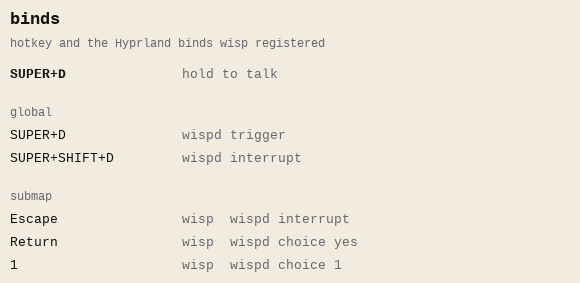 binds
hotkey and the Hyprland binds wisp registered
SUPER+D hold to talk
global
SUPER+D wispd trigger
SUPER+SHIFT+D wispd interrupt
submap
Escape wisp  wispd interrupt
Return wisp  wispd choice yes
1 wisp  wispd choice 1